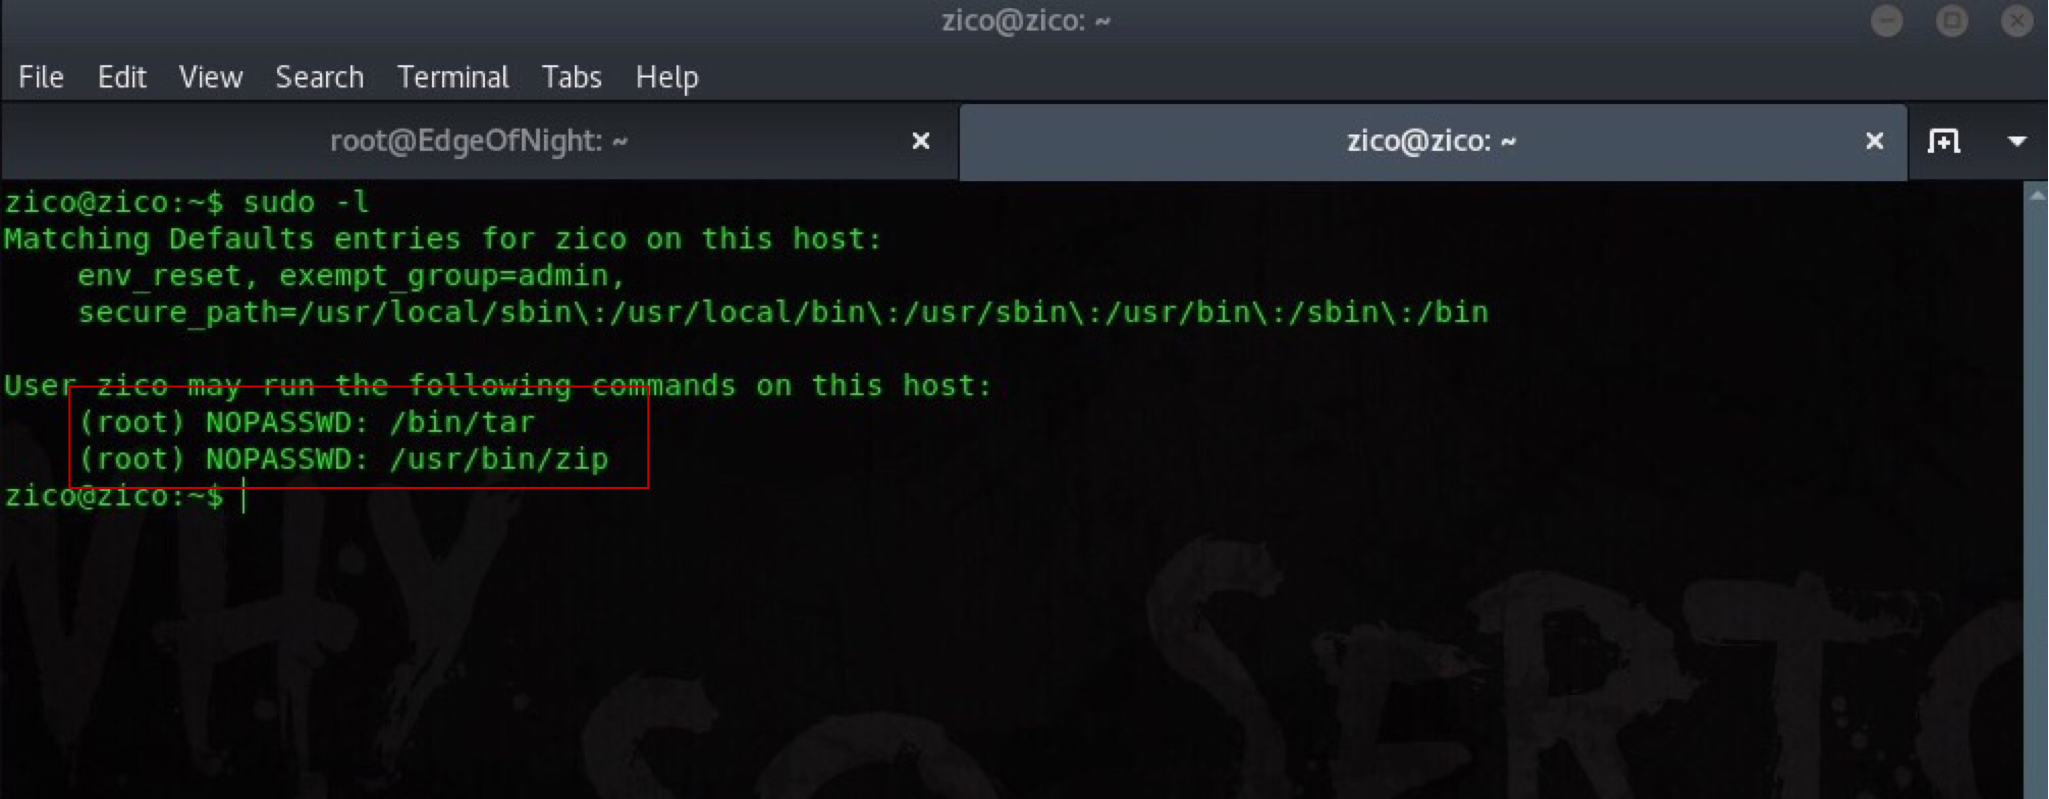 zico@zico: ~
File Edit View Search Terminal Tabs Help
root@EdgeOfNight: ~
zico@zico: ~
zico@zico:~$ sudo -l
Matching Defaults entries for zico on this host:
    env_reset, exempt_group=admin,
    secure_path=/usr/local/sbin\:/usr/local/bin\:/usr/sbin\:/usr/bin\:/sbin\:/bin

User zico may run the following commands on this host:
    (root) NOPASSWD: /bin/tar
    (root) NOPASSWD: /usr/bin/zip
zico@zico:~$
WHY
SO